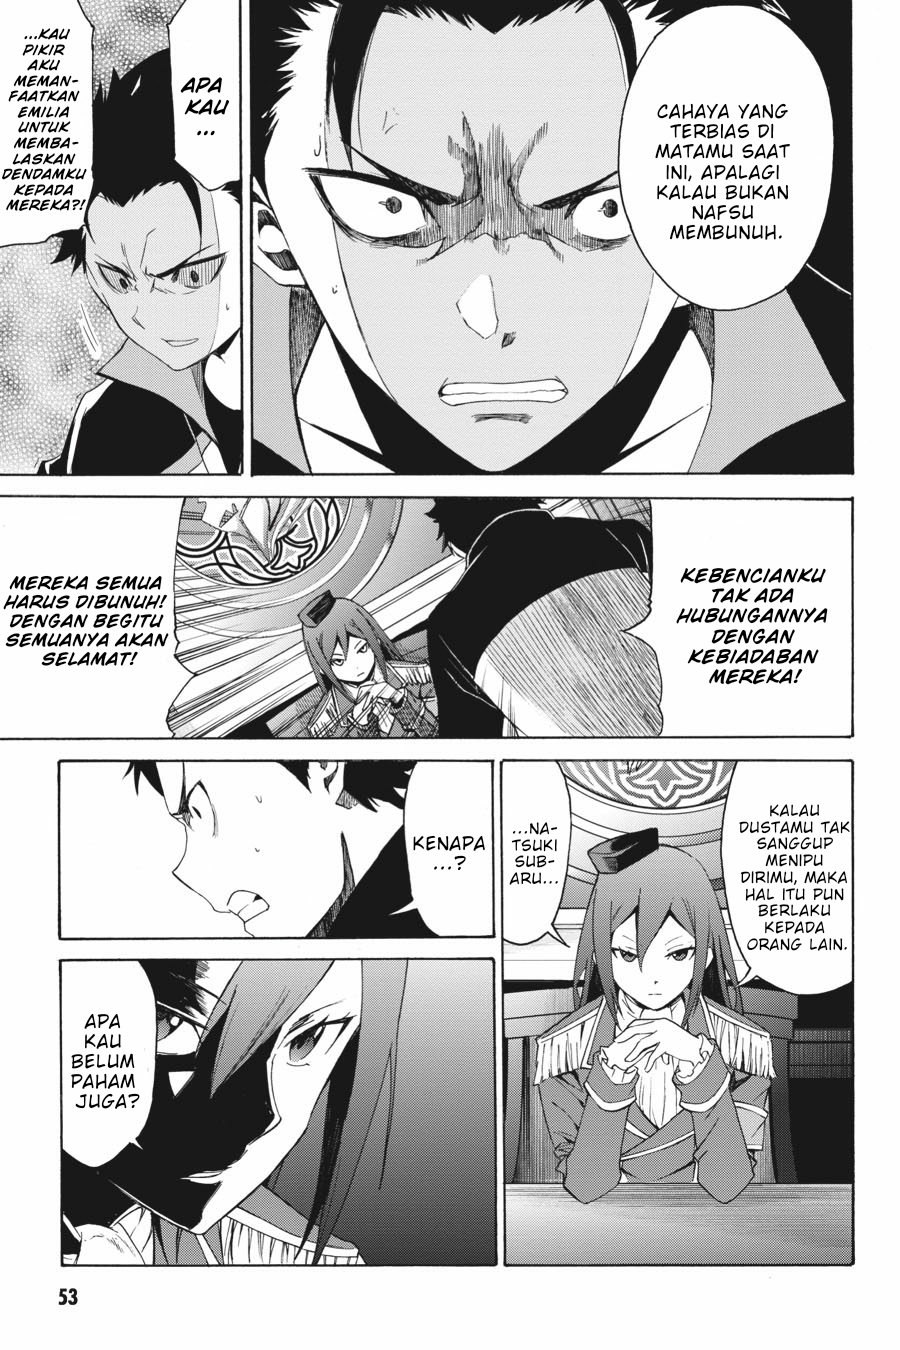 CAHAYA YANG
TERBIAS DI
MATAMU SAAT
INI, APALAGI
KALAU BUKAN
NAFSU
MEMBUNUH.
APA
KAU
...
...KAU
PIKIR
AKU
MEMAN-
FAATKAN
EMILIA
UNTUK
MEMBA-
LASKAN
DENDAMKU
KEPADA
MEREKA?!
KEBENCIANKU
TAK ADA
HUBUNGANNYA
DENGAN
KEBIADABAN
MEREKA!
MEREKA SEMUA
HARUS DIBUNUH!
DENGAN BEGITU
SEMUANYA AKAN
SELAMAT!
KALAU
DUSTAMU TAK
SANGGUP
MENIPU
DIRIMU, MAKA
HAL ITU PUN
BERLAKU
KEPADA
ORANG LAIN.
...NA-
TSUKI
SUB-
ARU...
KENAPA
...?
APA
KAU
BELUM
PAHAM
JUGA?
53